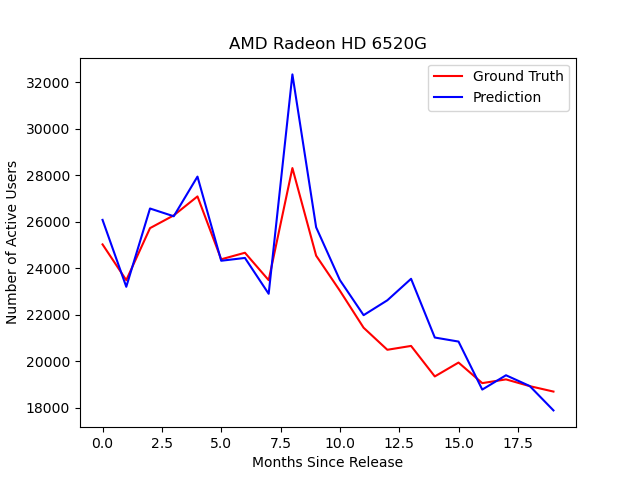 AMD Radeon HD 6520G
Ground Truth
Prediction
Number of Active Users
32000
30000
28000
26000
24000
22000
20000
18000
0.0 2.5 5.0 7.5 10.0 12.5 15.0 17.5
Months Since Release